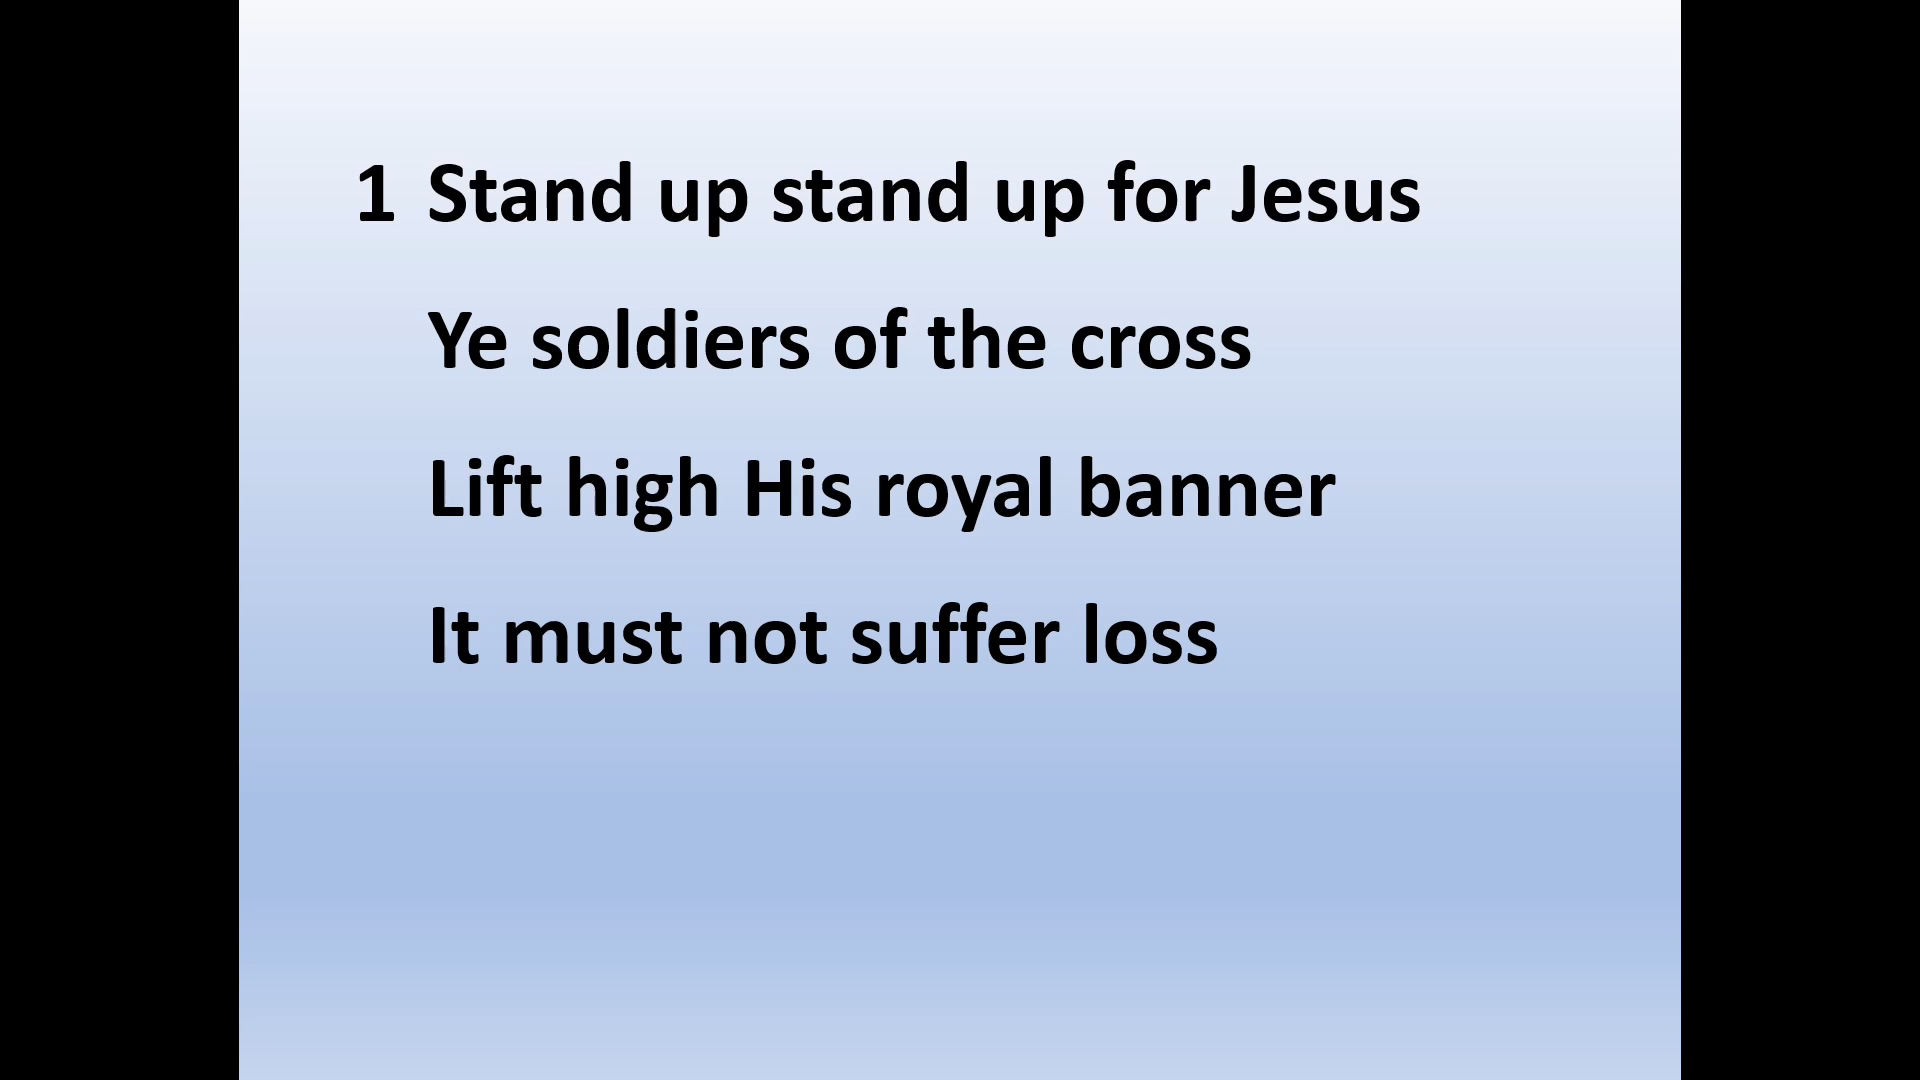 1 Stand up stand up for Jesus
Ye soldiers of the cross
Lift high His royal banner
It must not suffer loss